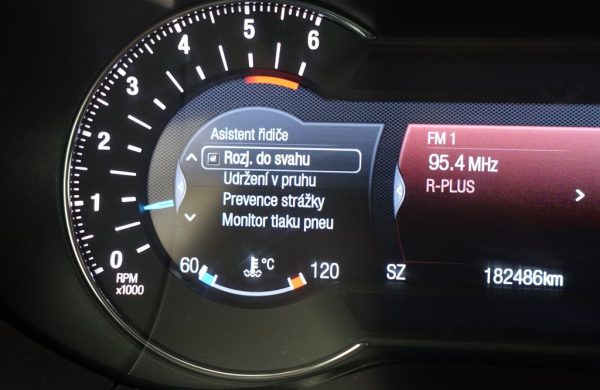 6
5
4
3
2
1
0
RPM
x1000
Asistent řidiče
Rozj. do svahu
Udržení v pruhu
Prevence strážky
Monitor tlaku pneu
60 °C 120
FM 1
95.4 MHz
R-PLUS
SZ 182486km